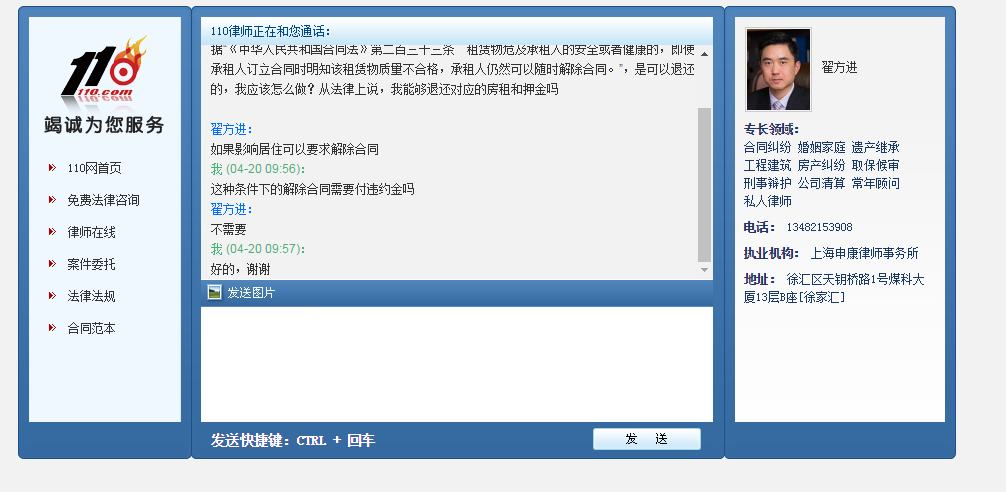 110
110.com
竭诚为您服务
110网首页
免费法律咨询
律师在线
案件委托
法律法规
合同范本
110律师正在和您通话:
据“《中华人民共和国合同法》第二百三十三条 租赁物危及承租人的安全或者健康的，即使
承租人订立合同时明知该租赁物质量不合格，承租人仍然可以随时解除合同。”，是可以退还
的，我应该怎么做？从法律上说，我能够退还对应的房租和押金吗
翟方进：
如果影响居住可以要求解除合同
我 (04-20 09:56)：
这种条件下的解除合同需要付违约金吗
翟方进：
不需要
我 (04-20 09:57)：
好的，谢谢
发送图片
发送快捷键：CTRL + 回车
发 送
翟方进
专长领域：
合同纠纷 婚姻家庭 遗产继承
工程建筑 房产纠纷 取保候审
刑事辩护 公司清算 常年顾问
私人律师
电话： 13482153908
执业机构： 上海申康律师事务所
地址： 徐汇区天钥桥路1号煤科大
厦13层B座[徐家汇]